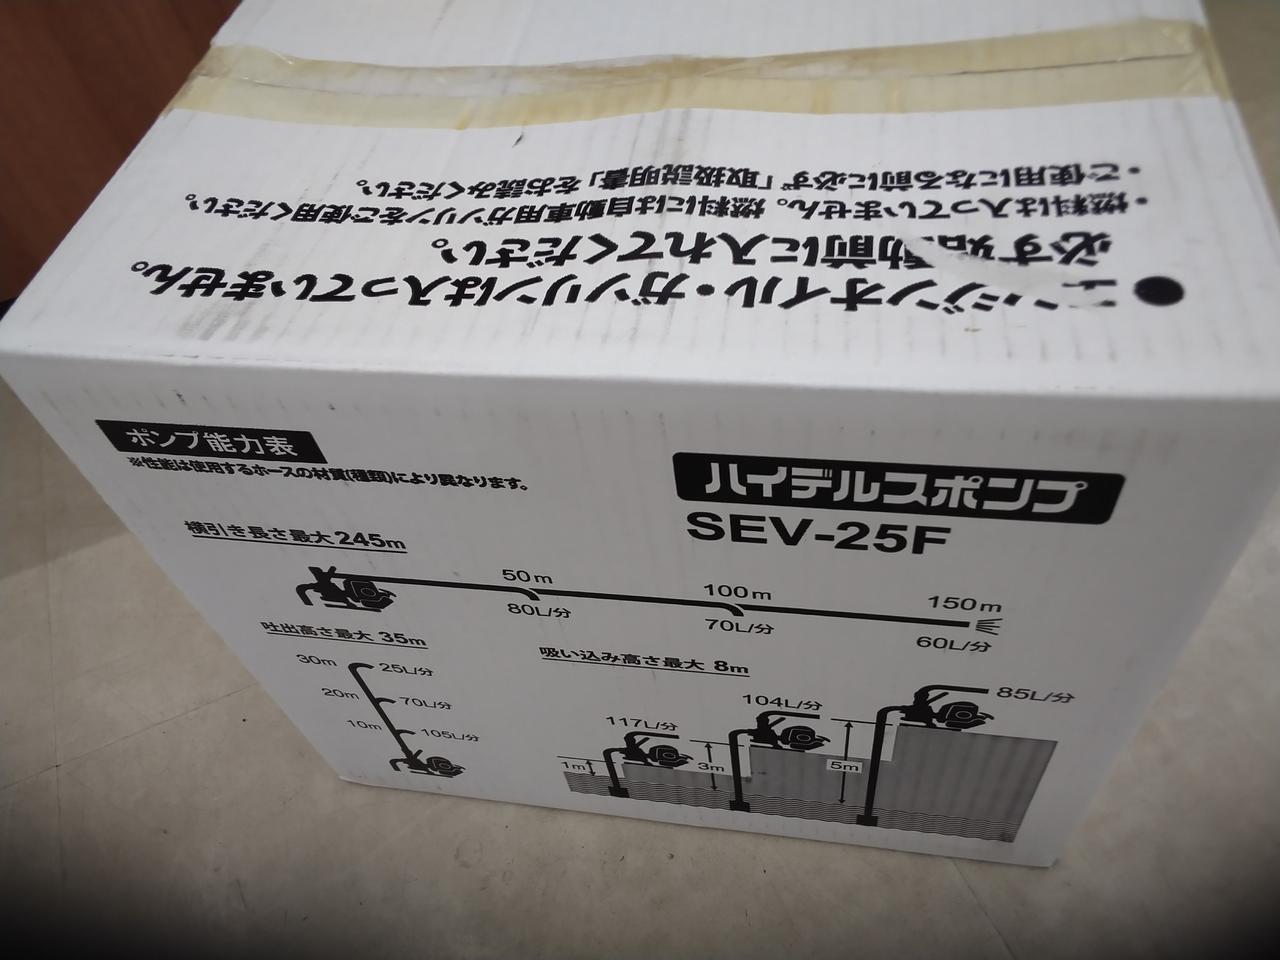 ●エンジンオイル・ガソリンは入っていません。
必ず始動前に入れてください。
・燃料は入っていません。燃料には自動車用ガソリンをご使用ください。
・ご使用になる前に必ず「取扱説明書」をお読みください。
ポンプ能力表
※性能は使用するホースの材質(種類)により異なります。
ハイデルスポンプ
SEV-25F
横引き長さ最大245m
50m
100m
150m
80L/分
70L/分
60L/分
吐出高さ最大 35m
30m
25L/分
20m
70L/分
10m
105L/分
吸い込み高さ最大 8m
117L/分
104L/分
85L/分
1m
3m
5m